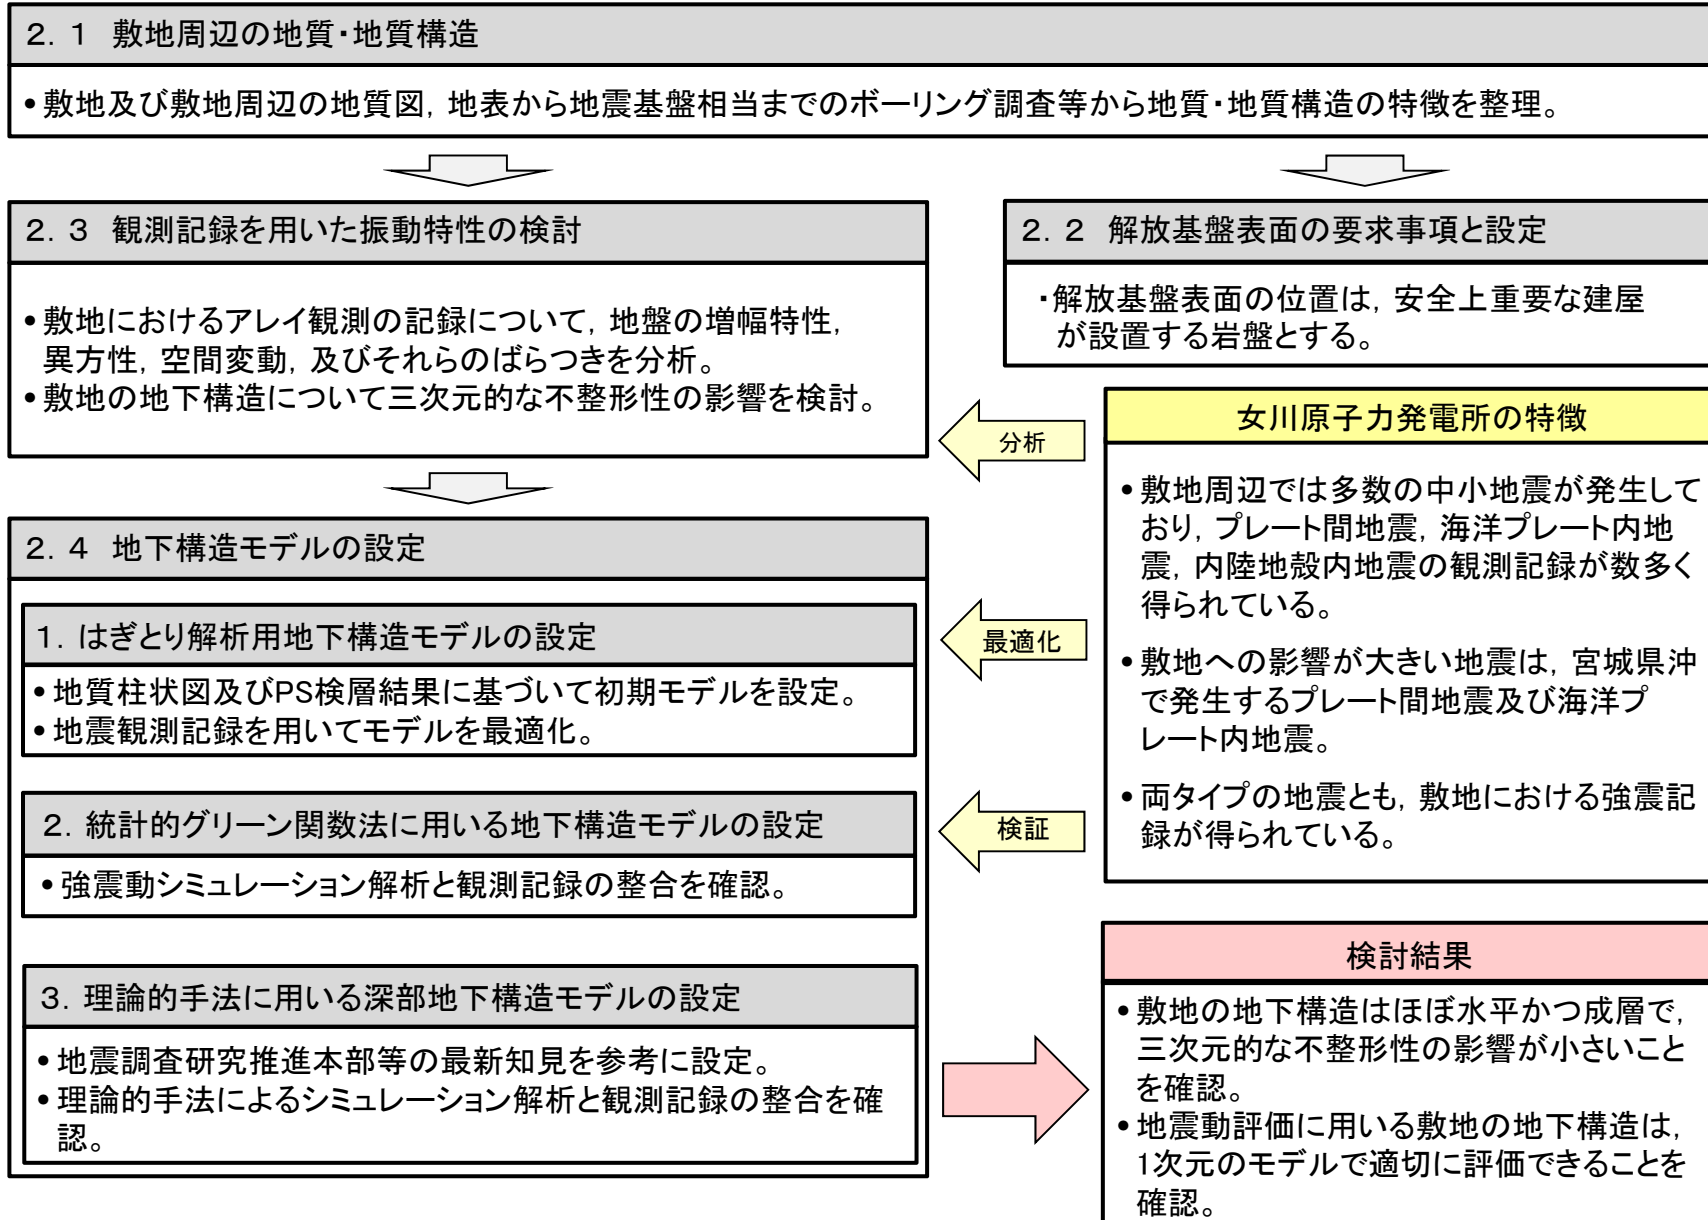 ２．１　敷地周辺の地質・地質構造
•敷地及び敷地周辺の地質図，地表から地震基盤相当までのボーリング調査等から地質・地質構造の特徴を整理。
２．３　観測記録を用いた振動特性の検討
•敷地におけるアレイ観測の記録について，地盤の増幅特性，
異方性，空間変動，及びそれらのばらつきを分析。
•敷地の地下構造について三次元的な不整形性の影響を検討。
２．２　解放基盤表面の要求事項と設定
・解放基盤表面の位置は，安全上重要な建屋
が設置する岩盤とする。
分析
女川原子力発電所の特徴
•敷地周辺では多数の中小地震が発生して
おり，プレート間地震，海洋プレート内地
震，内陸地殻内地震の観測記録が数多く
得られている。
•敷地への影響が大きい地震は，宮城県沖
で発生するプレート間地震及び海洋プ
レート内地震。
•両タイプの地震とも，敷地における強震記
録が得られている。
２．４　地下構造モデルの設定
１．はぎとり解析用地下構造モデルの設定
•地質柱状図及びPS検層結果に基づいて初期モデルを設定。
•地震観測記録を用いてモデルを最適化。
最適化
２．統計的グリーン関数法に用いる地下構造モデルの設定
•強震動シミュレーション解析と観測記録の整合を確認。
検証
３．理論的手法に用いる深部地下構造モデルの設定
•地震調査研究推進本部等の最新知見を参考に設定。
•理論的手法によるシミュレーション解析と観測記録の整合を確
認。
検討結果
•敷地の地下構造はほぼ水平かつ成層で，
三次元的な不整形性の影響が小さいこと
を確認。
•地震動評価に用いる敷地の地下構造は，
1次元のモデルで適切に評価できることを
確認。